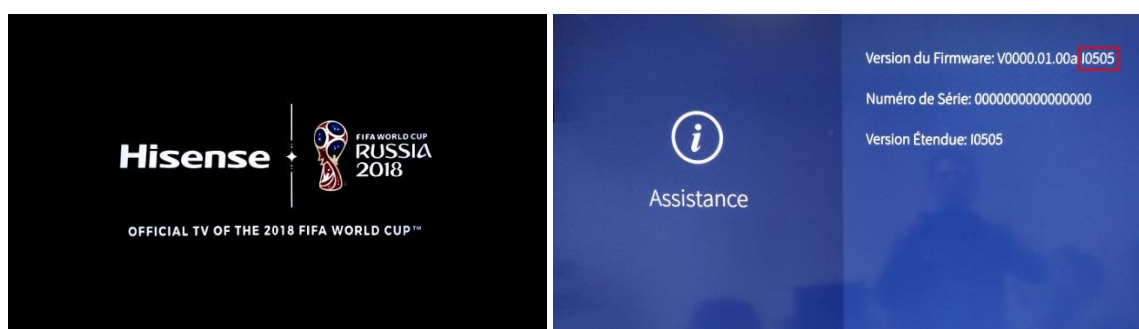 Hisense
FIFA WORLD CUP
RUSSIA
2018
OFFICIAL TV OF THE 2018 FIFA WORLD CUP™
Version du Firmware: V0000.01.00a I0505
Numéro de Série: 0000000000000000
Version Étendue: I0505
i
Assistance